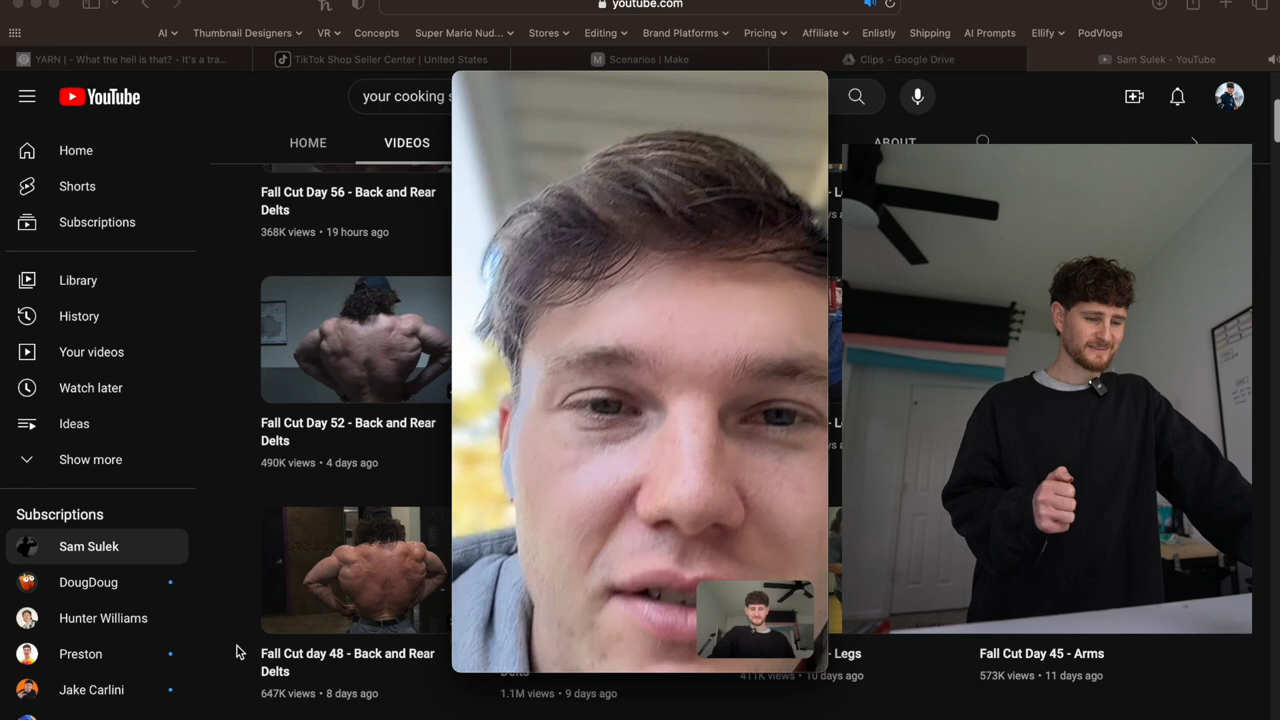 youtube.com
AI
Thumbnail Designers
VR
Concepts
Super Mario Nud...
Stores
Editing
Brand Platforms
Pricing
Affiliate
Enlistly
Shipping
AI Prompts
Ellify
PodVlogs
YARN | - What the hell is that? - It's a tra...
TikTok Shop Seller Center | United States
Scenarios | Make
Clips - Google Drive
Sam Sulek - YouTube
YouTube
your cooking s
HOME
VIDEOS
ABOUT
Home
Shorts
Subscriptions
Library
History
Your videos
Watch later
Ideas
Show more
Subscriptions
Sam Sulek
DougDoug
Hunter Williams
Preston
Jake Carlini
Fall Cut Day 56 - Back and Rear
Delts
368K views • 19 hours ago
Fall Cut Day 52 - Back and Rear
Delts
490K views • 4 days ago
Fall Cut day 48 - Back and Rear
Delts
647K views • 8 days ago
Delts
1.1M views • 9 days ago
Legs
411K views • 10 days ago
Fall Cut Day 45 - Arms
573K views • 11 days ago